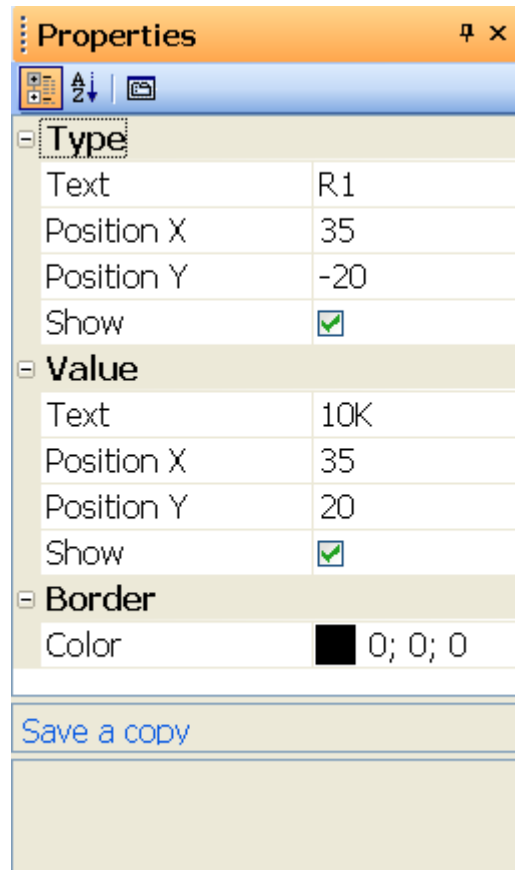 Properties
Type
Text R1
Position X 35
Position Y -20
Show
Value
Text 10K
Position X 35
Position Y 20
Show
Border
Color 0; 0; 0
Save a copy